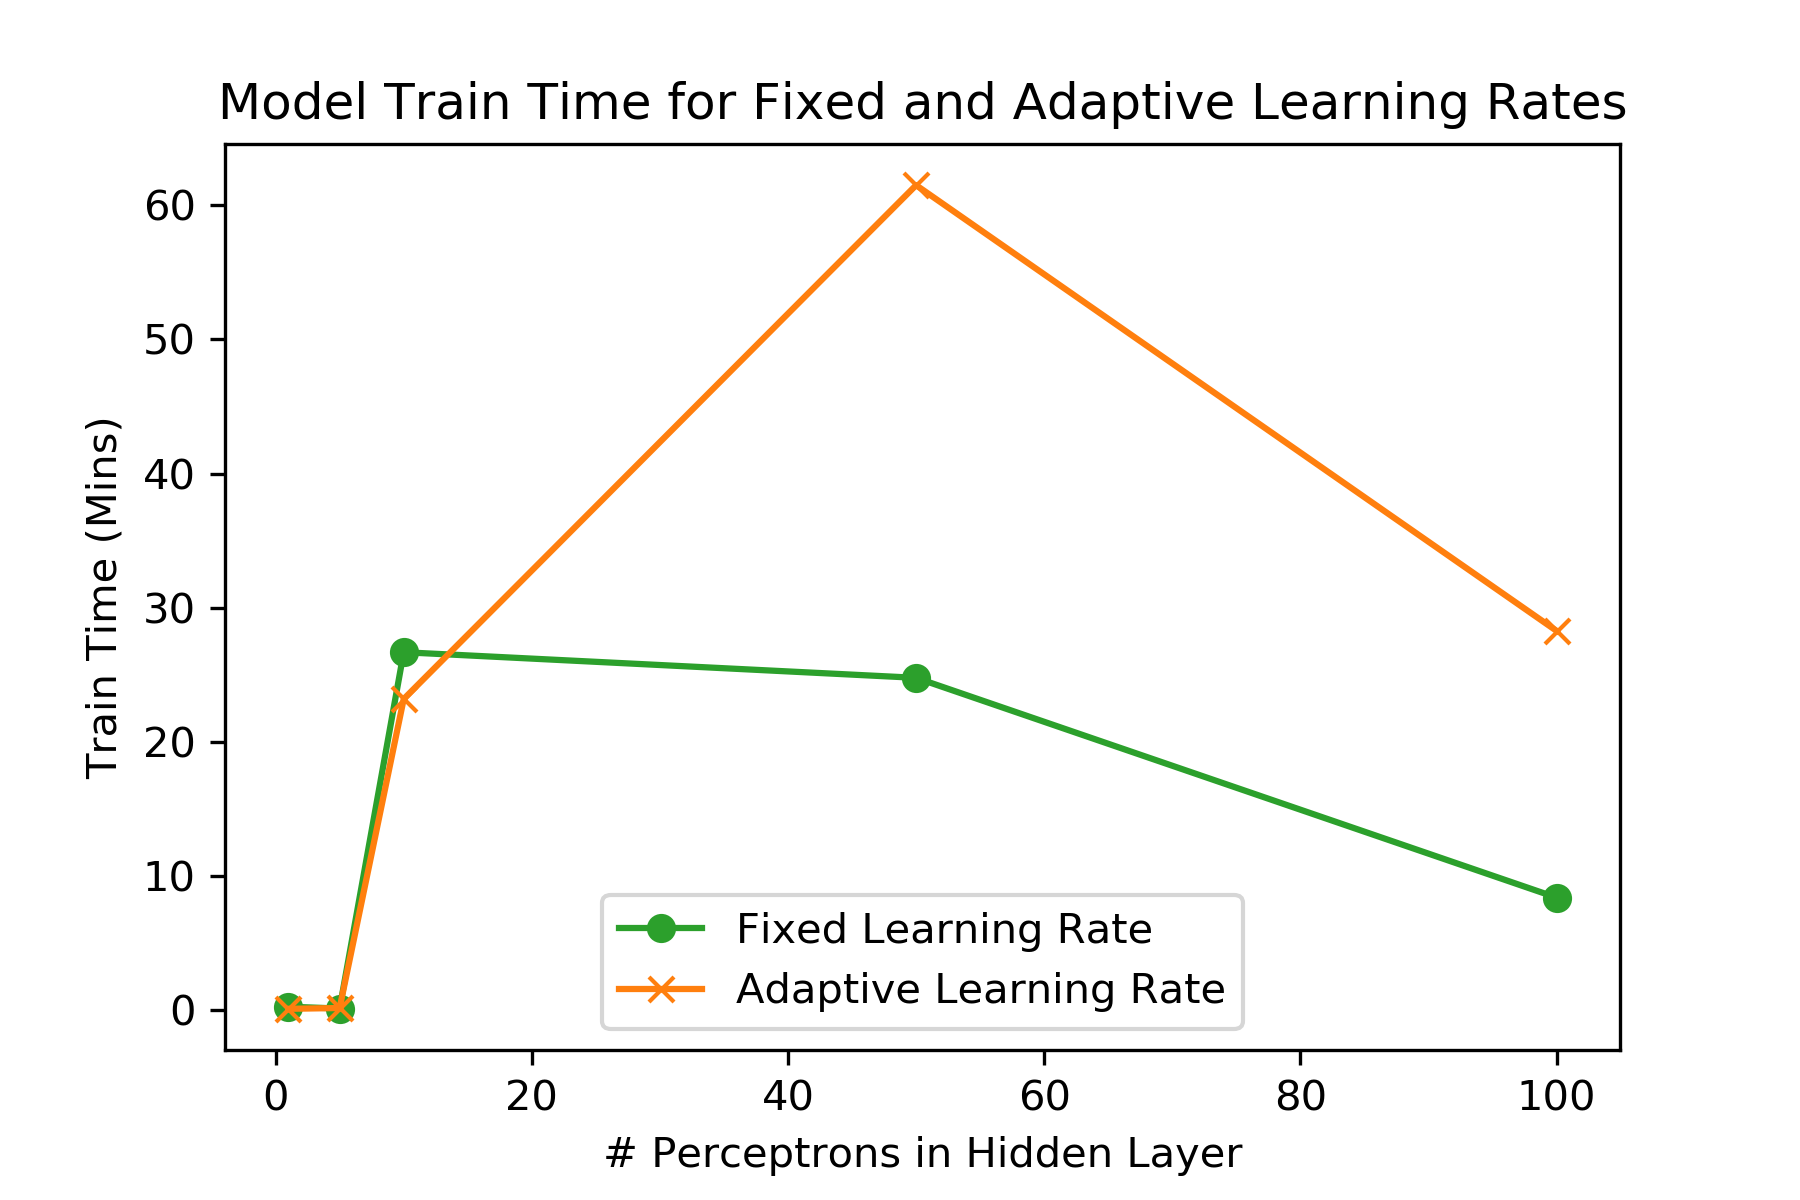 Model Train Time for Fixed and Adaptive Learning Rates
60
50
40
30
20
10
0
Train Time (Mins)
Fixed Learning Rate
Adaptive Learning Rate
0 20 40 60 80 100
# Perceptrons in Hidden Layer